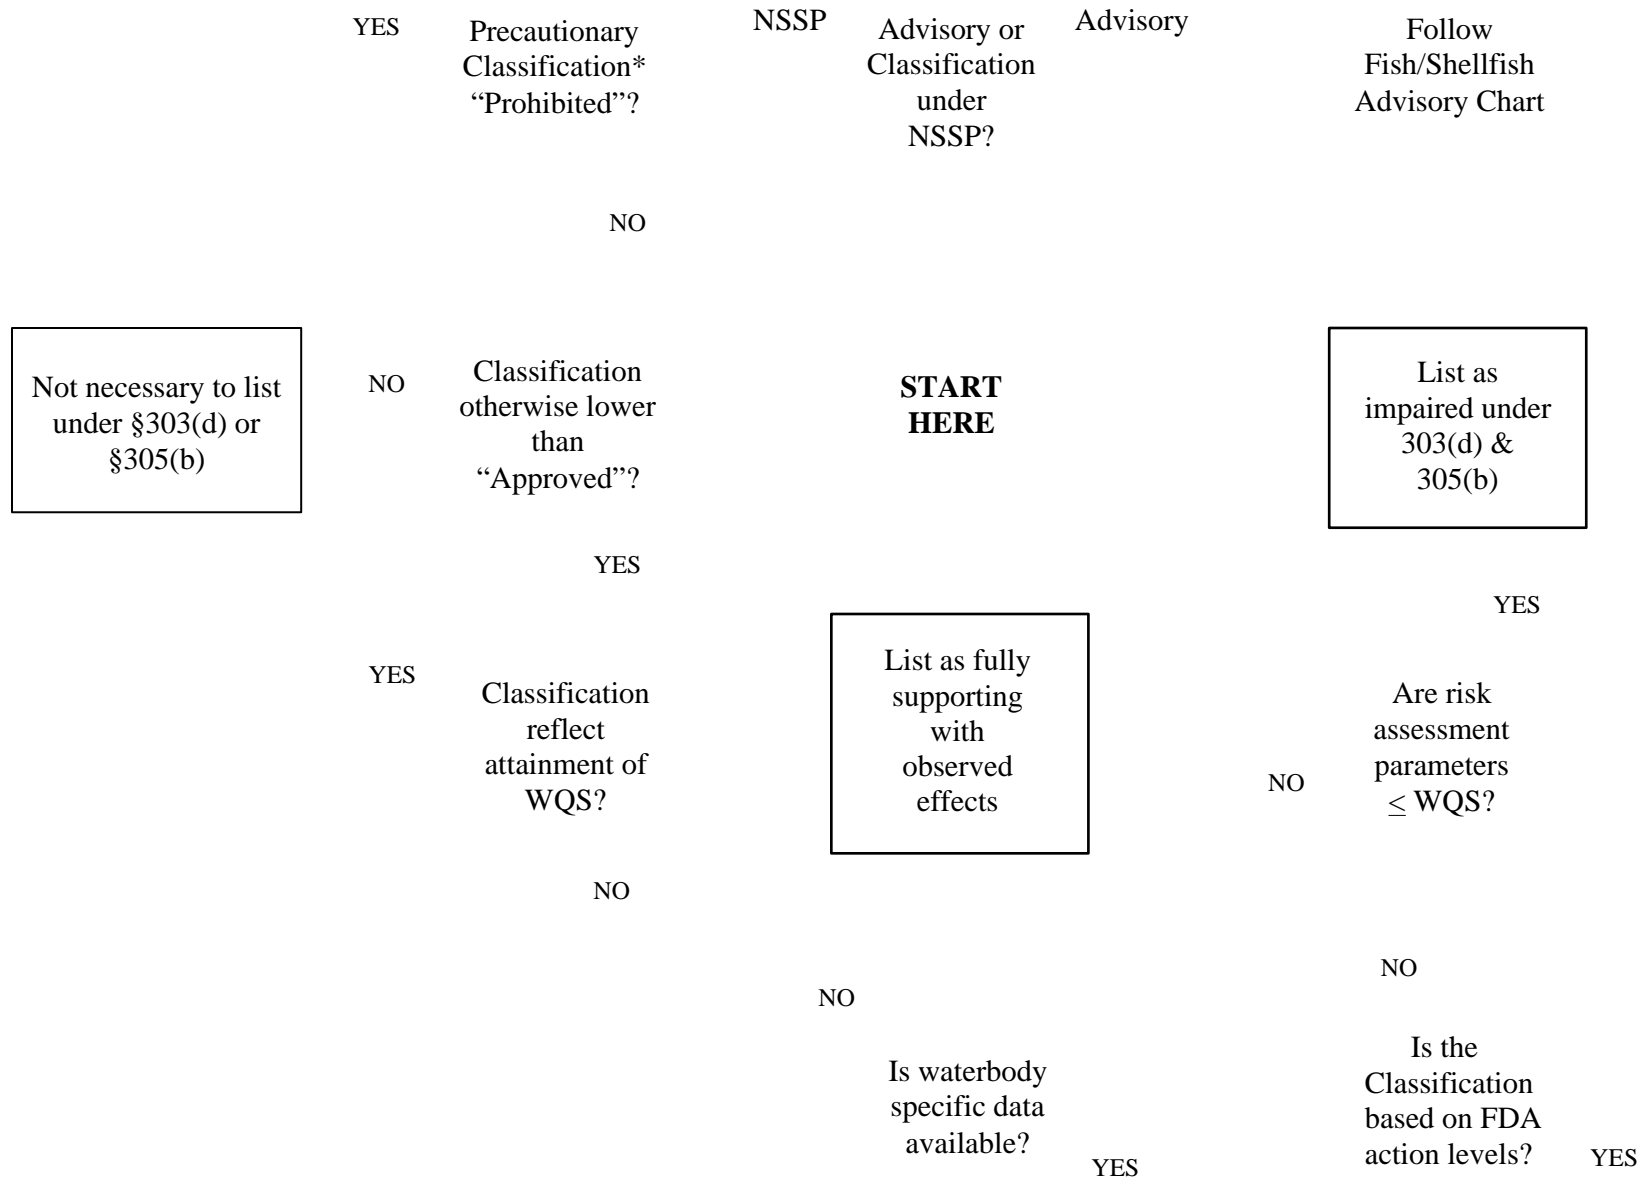 YES
Precautionary
Classification*
“Prohibited”?
NSSP
Advisory or
Classification
under
NSSP?
Advisory
Follow
Fish/Shellfish
Advisory Chart
NO
Not necessary to list
under §303(d) or
§305(b)
NO
Classification
otherwise lower
than
“Approved”?
START
HERE
List as
impaired under
303(d) &
305(b)
YES
YES
YES
Classification
reflect
attainment of
WQS?
List as fully
supporting
with
observed
effects
NO
Are risk
assessment
parameters
≤ WQS?
NO
NO
NO
Is waterbody
specific data
available?
YES
Is the
Classification
based on FDA
action levels?
YES